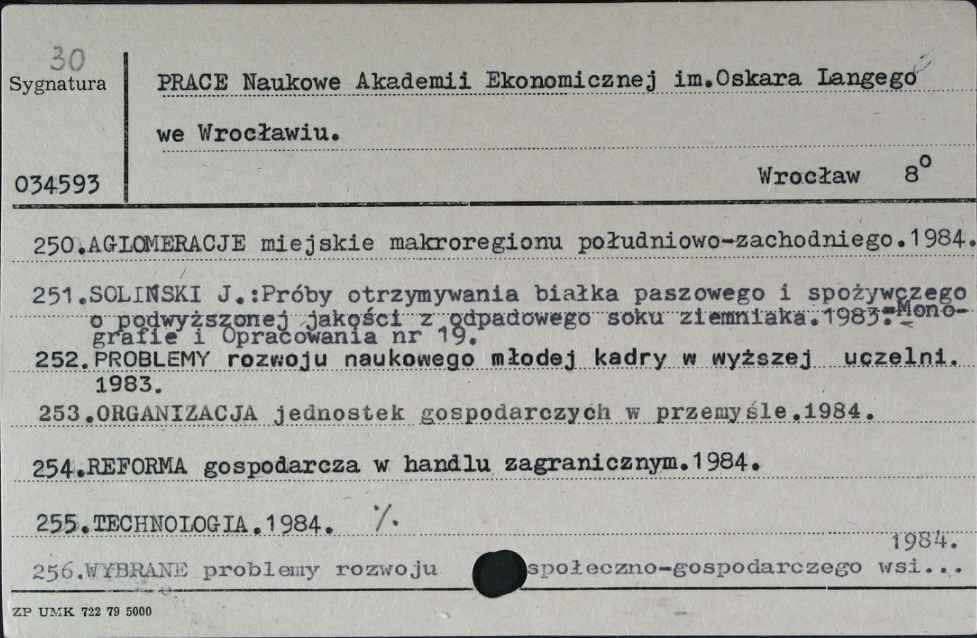 30
Sygnatura
PRACE Naukowe Akademii Ekonomicznej im.Oskara Langego
we Wrocławiu.
034593
Wrocław 8°
250.AGLOMERACJE miejskie makroregionu południowo-zachodniego.1984.
251.SOLIŃSKI J.:Próby otrzymywania białka paszowego i spożywczego
o podwyższonej jakości z odpadowego soku ziemniaka.1983.=Mono-
grafie i Opracowania nr 19.
252.PROBLEMY rozwoju naukowego młodej kadry w wyższej uczelni.
1983.
253.ORGANIZACJA jednostek gospodarczych w przemyśle.1984.
254.REFORMA gospodarcza w handlu zagranicznym.1984.
255.TECHNOLOGIA.1984. %.
1984.
256.WYBRANE problemy rozwoju społeczno-gospodarczego wsi...
ZP UMK 722 79 5000